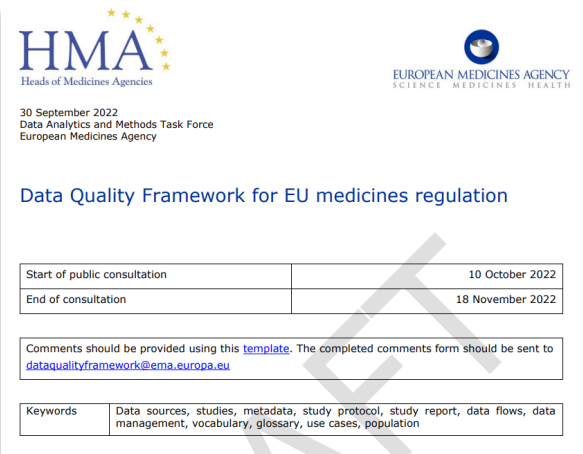 HMA
Heads of Medicines Agencies
EUROPEAN MEDICINES AGENCY
SCIENCE MEDICINES HEALTH
30 September 2022
Data Analytics and Methods Task Force
European Medicines Agency
Data Quality Framework for EU medicines regulation
Start of public consultation 10 October 2022
End of consultation 18 November 2022
Comments should be provided using this template. The completed comments form should be sent to
dataqualityframework@ema.europa.eu
Keywords Data sources, studies, metadata, study protocol, study report, data flows, data
management, vocabulary, glossary, use cases, population